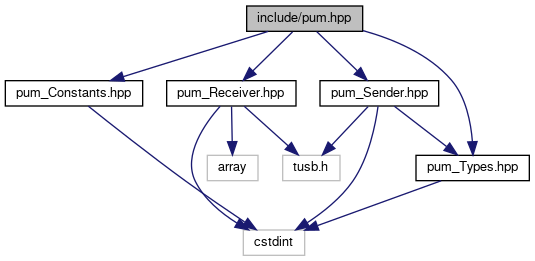 include/pum.hpp
pum_Constants.hpp
pum_Receiver.hpp
pum_Sender.hpp
array
tusb.h
pum_Types.hpp
cstdint